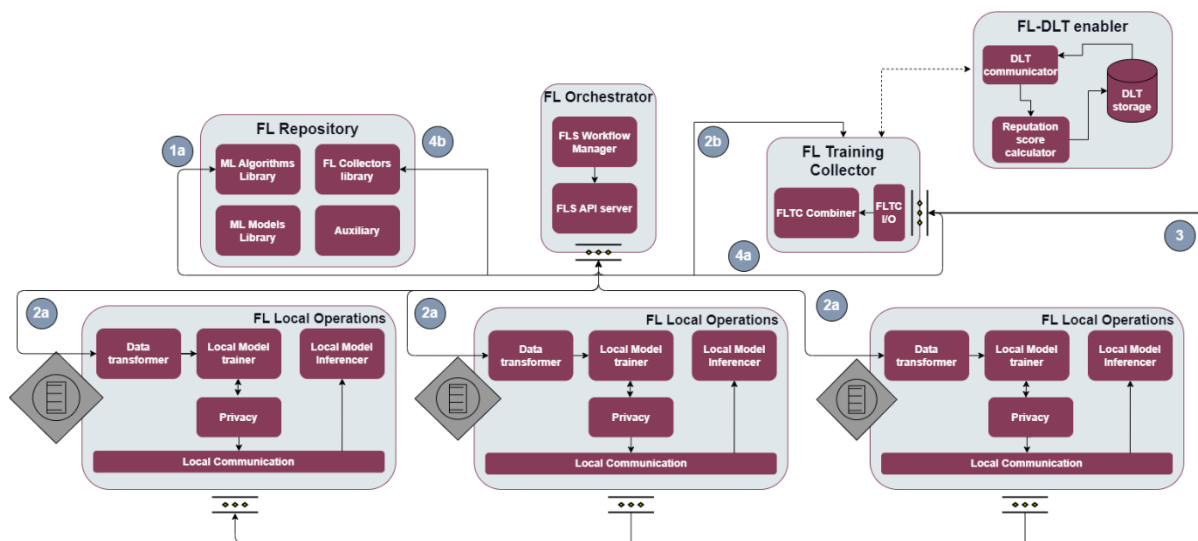 FL-DLT enabler
DLT
communicator
DLT
storage
Reputation
score
calculator
FL Orchestrator
FLS Workflow
Manager
FLS API server
FL Repository
1a
4b
ML Algorithms
Library
FL Collectors
library
ML Models
Library
Auxiliary
2b
FL Training
Collector
FLTC Combiner
FLTC
I/O
4a
3
2a
FL Local Operations
Data
transformer
Local Model
trainer
Local Model
Inferencer
Privacy
Local Communication
2a
FL Local Operations
Data
transformer
Local Model
trainer
Local Model
Inferencer
Privacy
Local Communication
2a
FL Local Operations
Data
transformer
Local Model
trainer
Local Model
Inferencer
Privacy
Local Communication